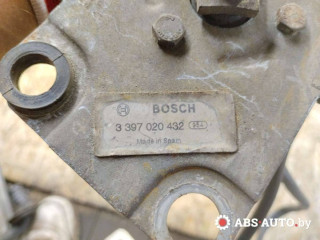 BOSCH
3 397 020 432
Made in Spain
ABS AUTO.by